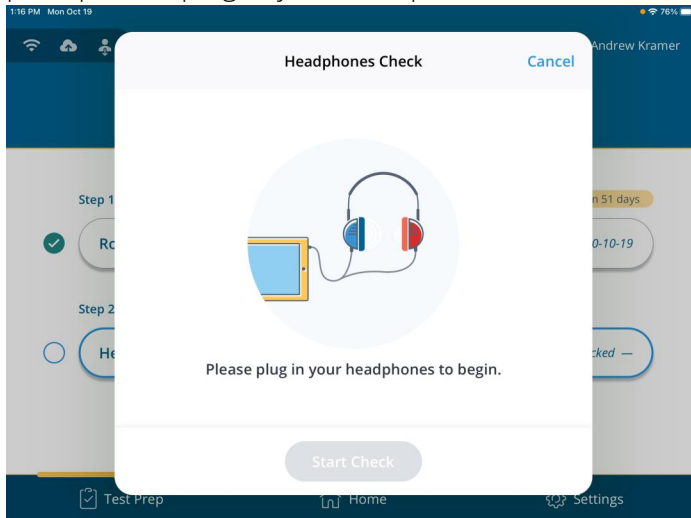 1:16 PM Mon Oct 19
76%
Andrew Kramer
Headphones Check
Cancel
Step 1
n 51 days
Ro
0-10-19
Step 2
He
cked —
Please plug in your headphones to begin.
Start Check
Test Prep
Home
Settings